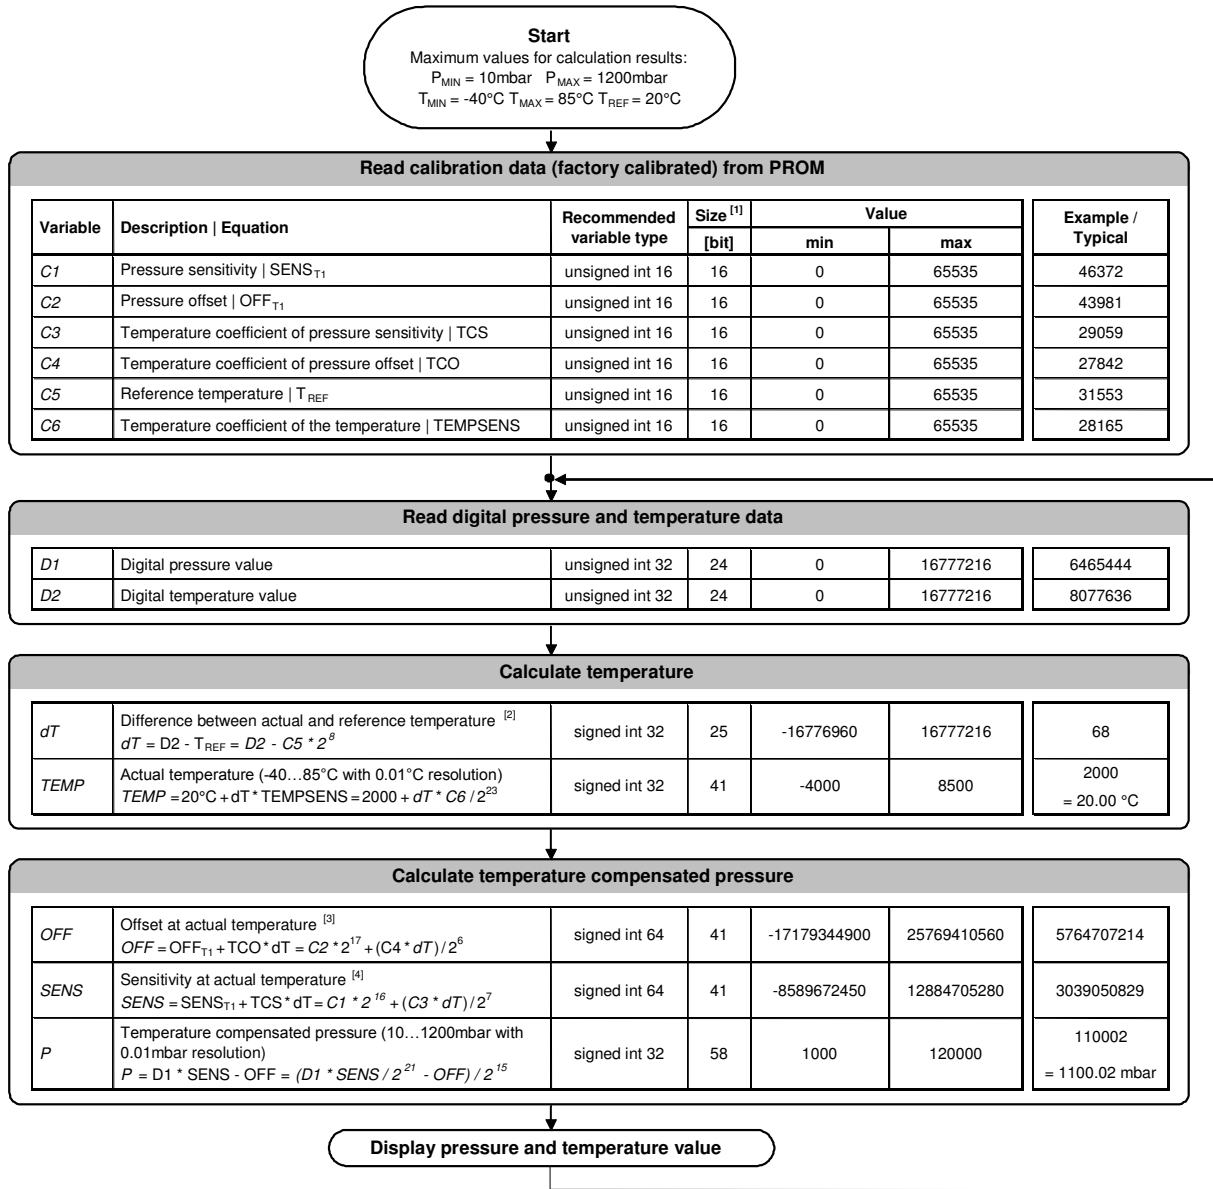 Start
Maximum values for calculation results:
P_MIN = 10mbar P_MAX = 1200mbar
T_MIN = -40°C T_MAX = 85°C T_REF = 20°C
Read calibration data (factory calibrated) from PROM
Variable | Description | Equation | Recommended variable type | Size [1] [bit] | Value min | max | Example / Typical
C1 | Pressure sensitivity | SENS_T1 | unsigned int 16 | 16 | 0 | 65535 | 46372
C2 | Pressure offset | OFF_T1 | unsigned int 16 | 16 | 0 | 65535 | 43981
C3 | Temperature coefficient of pressure sensitivity | TCS | unsigned int 16 | 16 | 0 | 65535 | 29059
C4 | Temperature coefficient of pressure offset | TCO | unsigned int 16 | 16 | 0 | 65535 | 27842
C5 | Reference temperature | T_REF | unsigned int 16 | 16 | 0 | 65535 | 31553
C6 | Temperature coefficient of the temperature | TEMPSENS | unsigned int 16 | 16 | 0 | 65535 | 28165
Read digital pressure and temperature data
D1 | Digital pressure value | unsigned int 32 | 24 | 0 | 16777216 | 6465444
D2 | Digital temperature value | unsigned int 32 | 24 | 0 | 16777216 | 8077636
Calculate temperature
dT | Difference between actual and reference temperature [2]
dT = D2 - T_REF = D2 - C5 * 2^8 | signed int 32 | 25 | -16776960 | 16777216 | 68
TEMP | Actual temperature (-40…85°C with 0.01°C resolution)
TEMP = 20°C + dT * TEMPSENS = 2000 + dT * C6 / 2^23 | signed int 32 | 41 | -4000 | 8500 | 2000
= 20.00 °C
Calculate temperature compensated pressure
OFF | Offset at actual temperature [3]
OFF = OFF_T1 + TCO * dT = C2 * 2^17 + (C4 * dT) / 2^6 | signed int 64 | 41 | -17179344900 | 25769410560 | 5764707214
SENS | Sensitivity at actual temperature [4]
SENS = SENS_T1 + TCS * dT = C1 * 2^16 + (C3 * dT) / 2^7 | signed int 64 | 41 | -8589672450 | 12884705280 | 3039050829
P | Temperature compensated pressure (10…1200mbar with
0.01mbar resolution)
P = D1 * SENS - OFF = (D1 * SENS / 2^21 - OFF) / 2^15 | signed int 32 | 58 | 1000 | 120000 | 110002
= 1100.02 mbar
Display pressure and temperature value